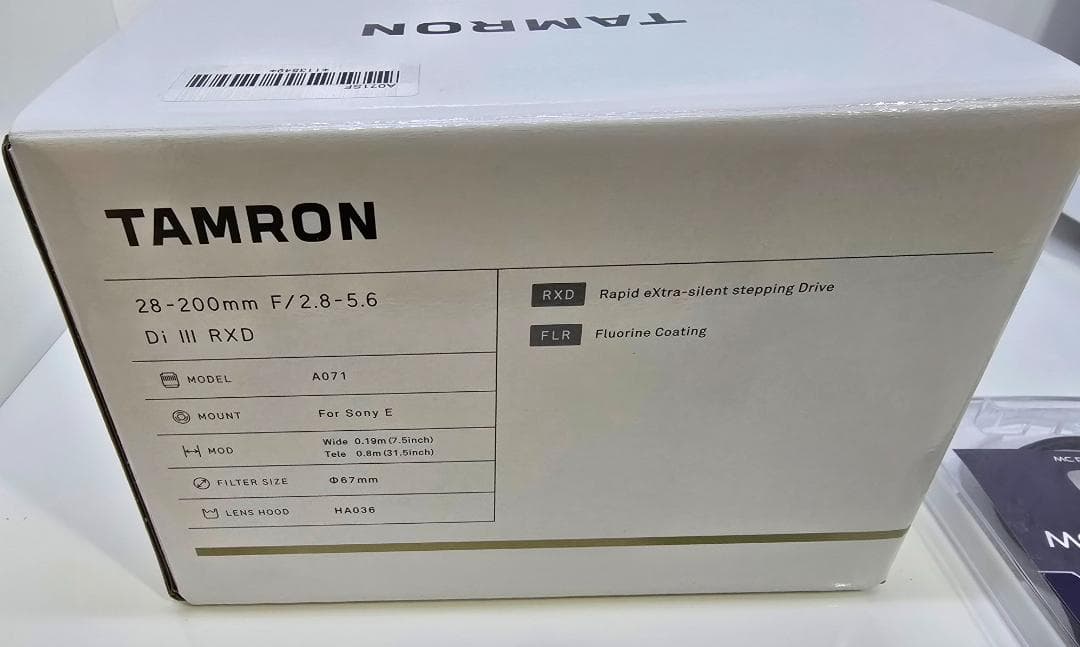 TAMRON
A071SF
TAMRON
28-200mm F/2.8-5.6
Di III RXD
MODEL A071
MOUNT For Sony E
MOD Wide 0.19m (7.5inch)
Tele 0.8m (31.5inch)
FILTER SIZE Φ67mm
LENS HOOD HA036
RXD Rapid eXtra-silent stepping Drive
FLR Fluorine Coating